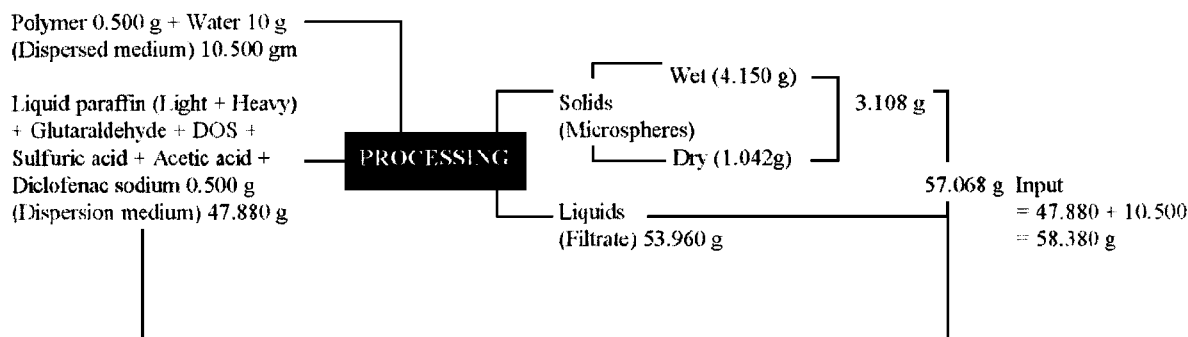 Polymer 0.500 g + Water 10 g
(Dispersed medium) 10.500 gm
Liquid paraffin (Light + Heavy)
+ Glutaraldehyde + DOS +
Sulfuric acid + Acetic acid +
Diclofenac sodium 0.500 g
(Dispersion medium) 47.880 g
PROCESSING
Solids
(Microspheres)
Wet (4.150 g)
Dry (1.042g)
3.108 g
Liquids
(Filtrate) 53.960 g
57.068 g Input
= 47.880 + 10.500
= 58.380 g